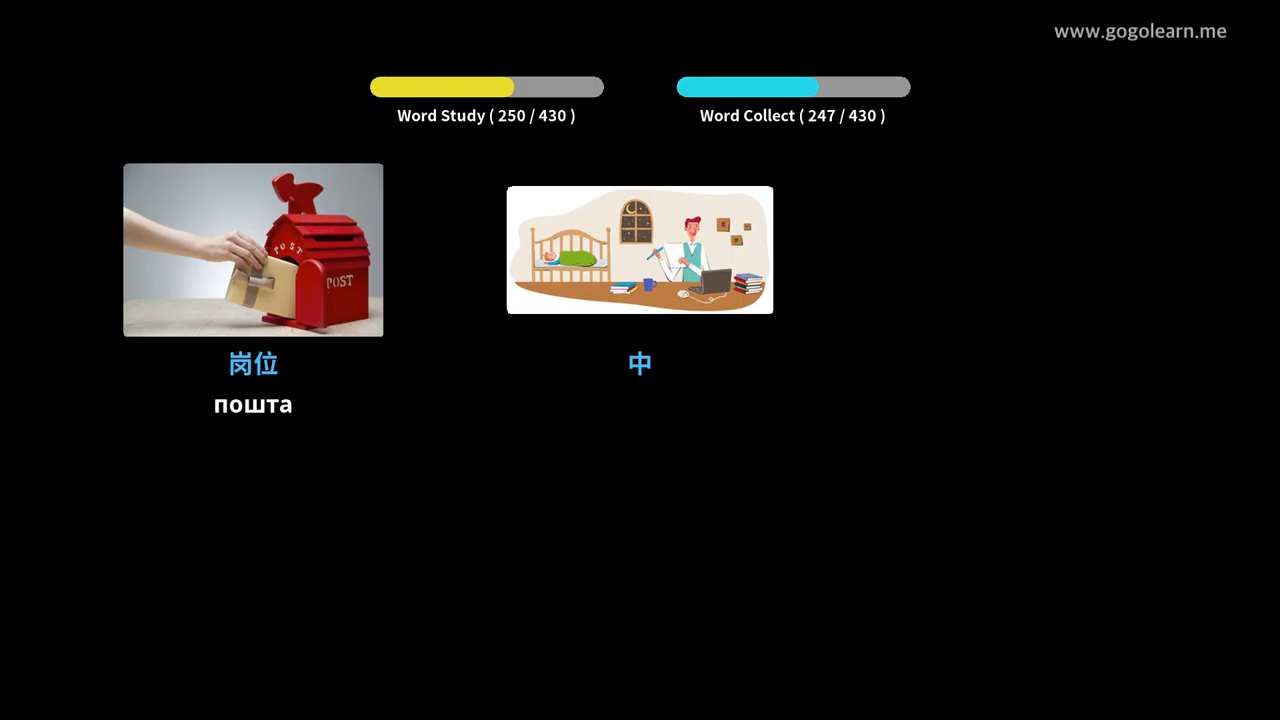 www.gogolearn.me
Word Study ( 250 / 430 )
Word Collect ( 247 / 430 )
POST
POST
岗位
中
пошта